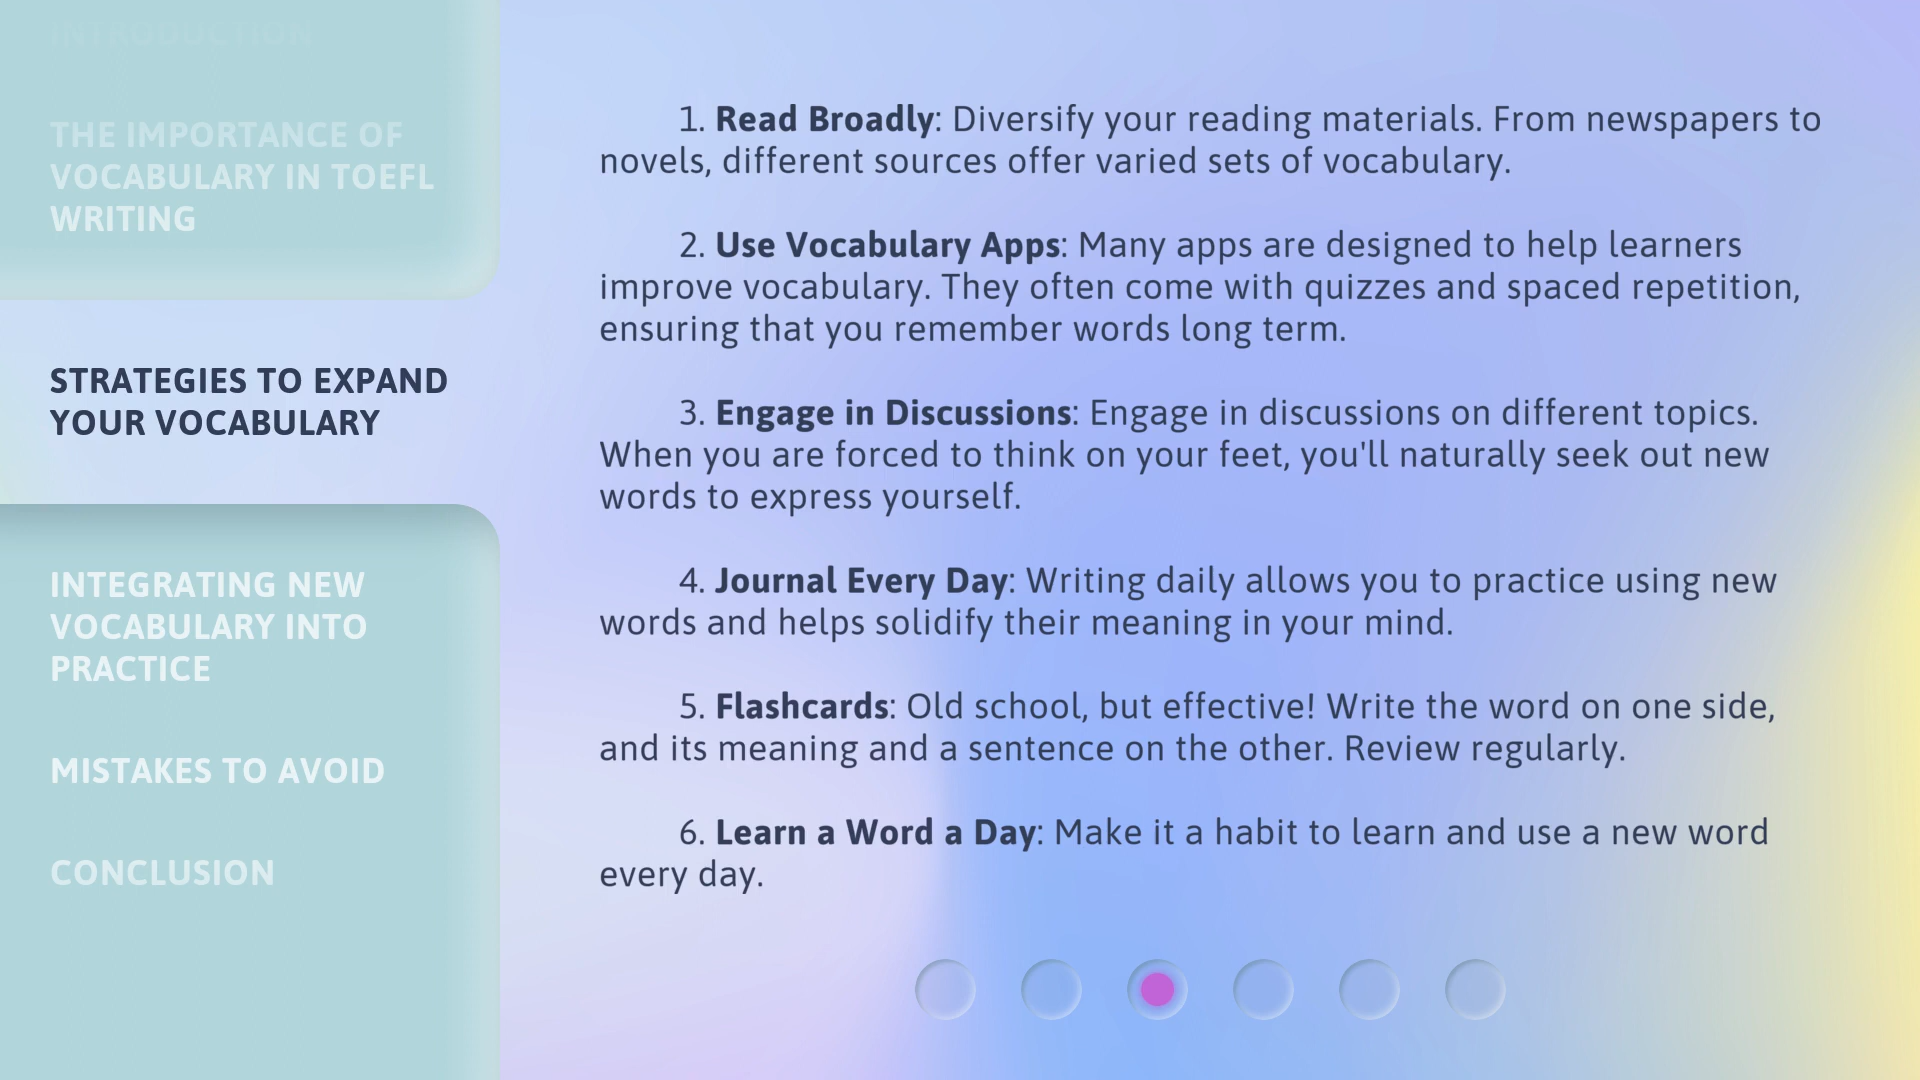 INTRODUCTION
THE IMPORTANCE OF
VOCABULARY IN TOEFL
WRITING
STRATEGIES TO EXPAND
YOUR VOCABULARY
INTEGRATING NEW
VOCABULARY INTO
PRACTICE
MISTAKES TO AVOID
CONCLUSION
1. Read Broadly: Diversify your reading materials. From newspapers to
novels, different sources offer varied sets of vocabulary.
2. Use Vocabulary Apps: Many apps are designed to help learners
improve vocabulary. They often come with quizzes and spaced repetition,
ensuring that you remember words long term.
3. Engage in Discussions: Engage in discussions on different topics.
When you are forced to think on your feet, you'll naturally seek out new
words to express yourself.
4. Journal Every Day: Writing daily allows you to practice using new
words and helps solidify their meaning in your mind.
5. Flashcards: Old school, but effective! Write the word on one side,
and its meaning and a sentence on the other. Review regularly.
6. Learn a Word a Day: Make it a habit to learn and use a new word
every day.